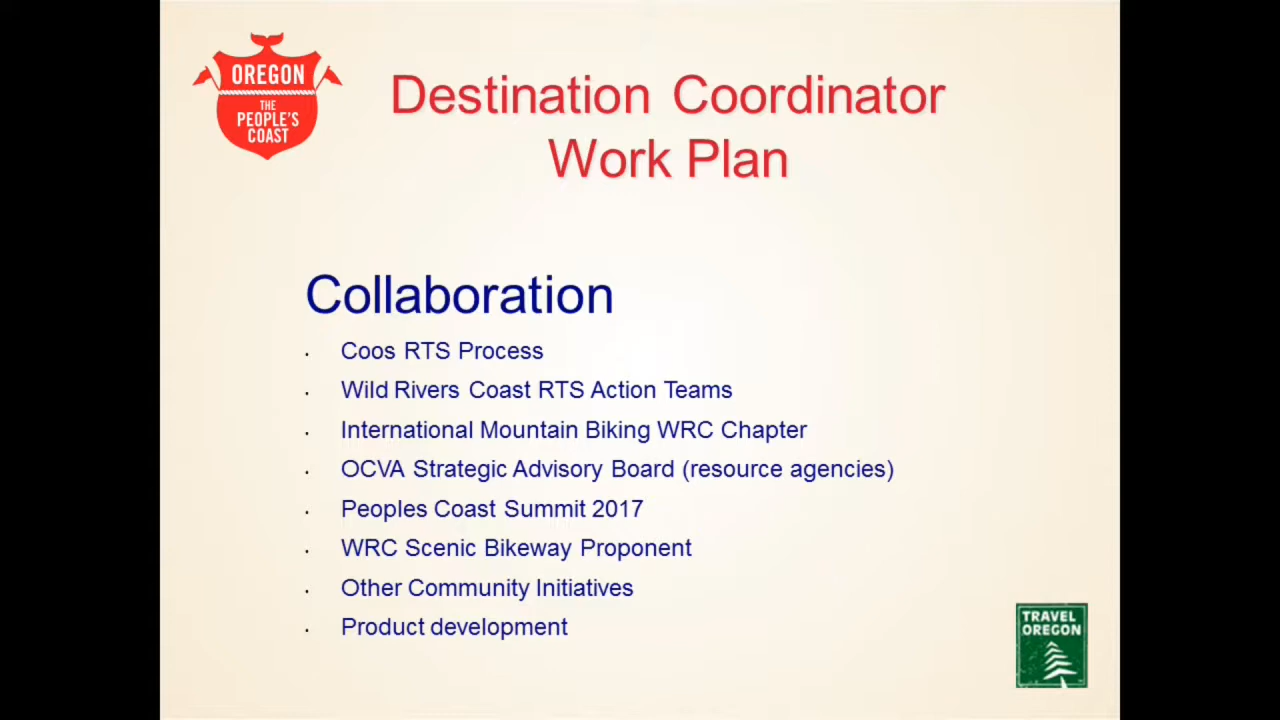 OREGON
THE
PEOPLE'S
COAST
Destination Coordinator
Work Plan
Collaboration
· Coos RTS Process
· Wild Rivers Coast RTS Action Teams
· International Mountain Biking WRC Chapter
· OCVA Strategic Advisory Board (resource agencies)
· Peoples Coast Summit 2017
· WRC Scenic Bikeway Proponent
· Other Community Initiatives
· Product development
TRAVEL
OREGON